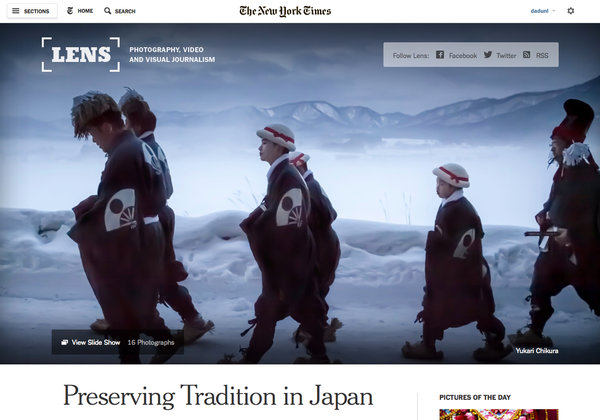 SECTIONS
HOME
SEARCH
The New York Times
dadunl
LENS
PHOTOGRAPHY, VIDEO
AND VISUAL JOURNALISM
Follow Lens:
Facebook
Twitter
RSS
View Slide Show
16 Photographs
Yukari Chikura
Preserving Tradition in Japan
PICTURES OF THE DAY